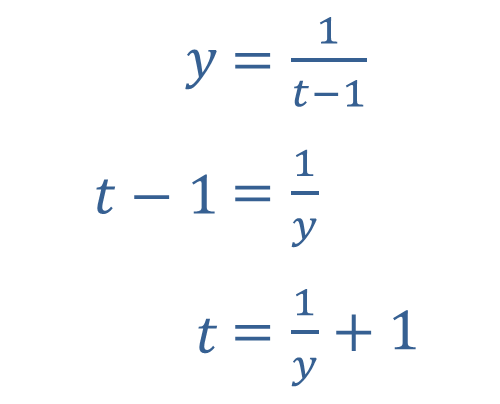 y = 1/(t−1)
t − 1 = 1/y
t = 1/y + 1